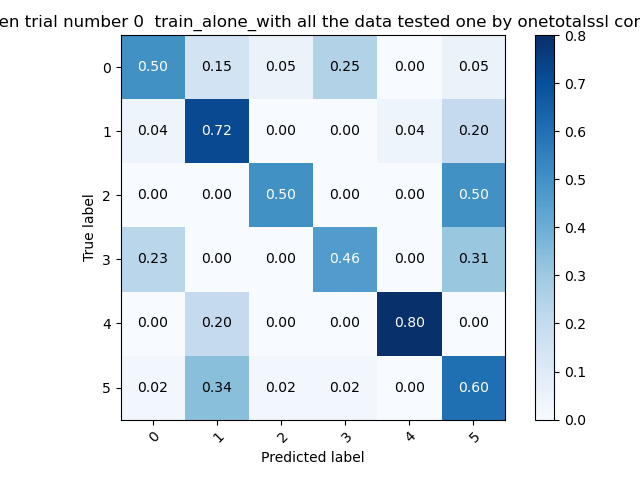 en trial number 0 train_alone_with all the data tested one by onetotalssl con
0.8
0 0.50 0.15 0.05 0.25 0.00 0.05
0.7
1 0.04 0.72 0.00 0.00 0.04 0.20
0.6
2 0.00 0.00 0.50 0.00 0.00 0.50
0.5
True label
0.4
3 0.23 0.00 0.00 0.46 0.00 0.31
0.3
4 0.00 0.20 0.00 0.00 0.80 0.00
0.2
5 0.02 0.34 0.02 0.02 0.00 0.60
0.1
0.0
0 1 2 3 4 5
Predicted label